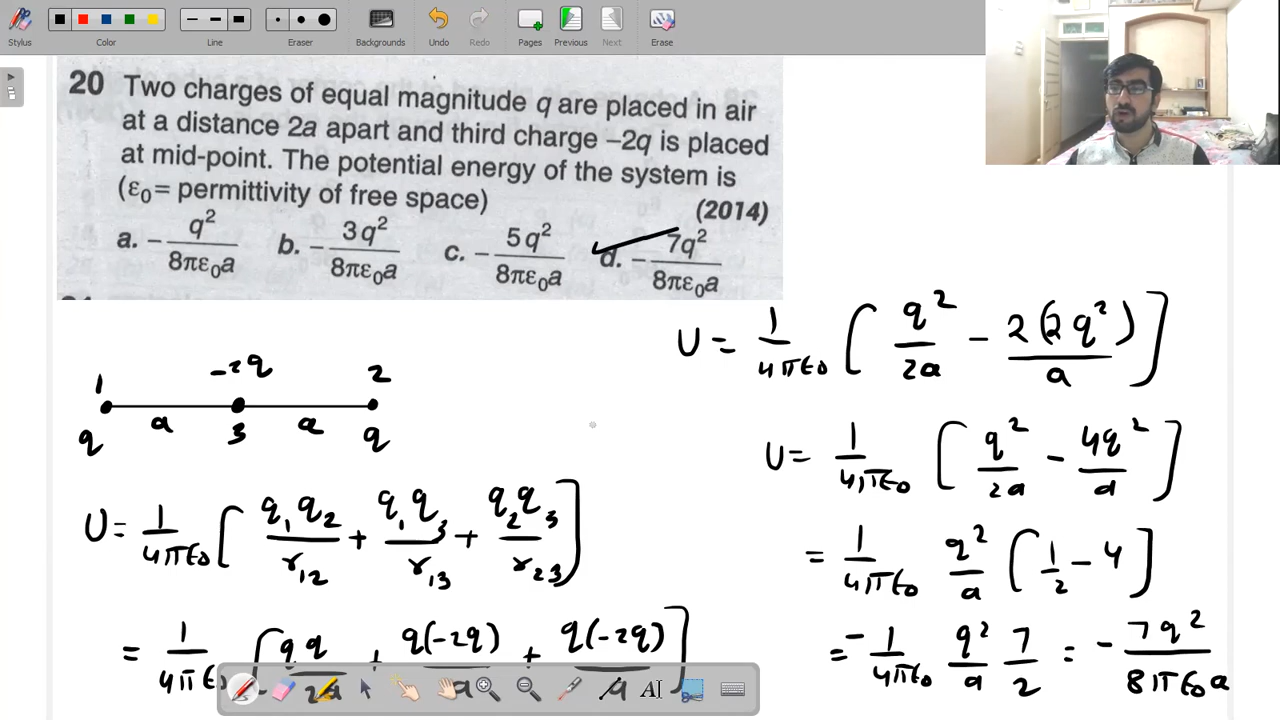 Stylus Color Line Eraser Backgrounds Undo Redo Pages Previous Next Erase
20 Two charges of equal magnitude q are placed in air
at a distance 2a apart and third charge –2q is placed
at mid-point. The potential energy of the system is
(ε₀= permittivity of free space)
(2014)
a. – q²/8πε₀a b. – 3q²/8πε₀a c. – 5q²/8πε₀a d. – 7q²/8πε₀a
1 -2q 2
a a
q 3 q
U = 1/4πε₀ [ q₁q₂/r₁₂ + q₁q₃/r₁₃ + q₂q₃/r₂₃ ]
= 1/4πε₀ [ qq/2a + q(-2q)/a + q(-2q)/a ]
U = 1/4πε₀ [ q²/2a - 2(2q²)/a ]
U = 1/4πε₀ [ q²/2a - 4q²/a ]
= 1/4πε₀ q²/a [ 1/2 - 4 ]
= - 1/4πε₀ q²/a 7/2 = - 7q²/8πε₀a